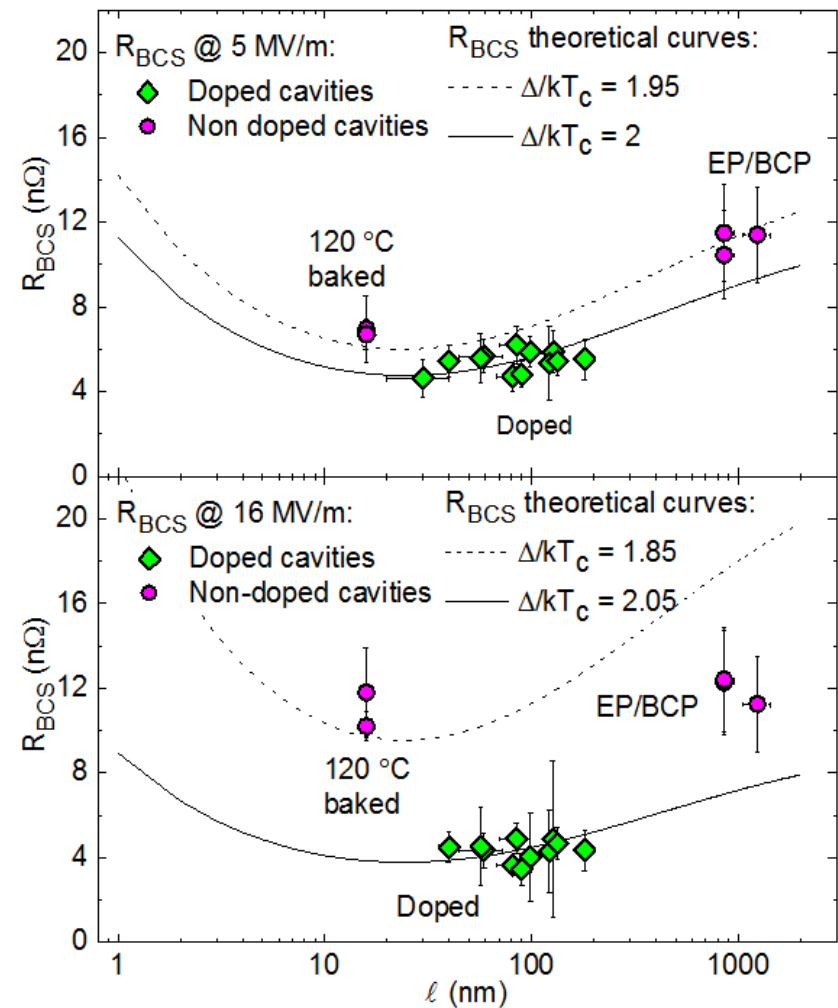 R_BCS @ 5 MV/m:
Doped cavities
Non doped cavities
R_BCS theoretical curves:
Δ/kT_c = 1.95
Δ/kT_c = 2
EP/BCP
120 °C
baked
Doped
R_BCS (nΩ)
20
16
12
8
4
0
R_BCS @ 16 MV/m:
Doped cavities
Non-doped cavities
R_BCS theoretical curves:
Δ/kT_c = 1.85
Δ/kT_c = 2.05
EP/BCP
120 °C
baked
Doped
R_BCS (nΩ)
20
16
12
8
4
0
1 10 100 1000
ℓ (nm)